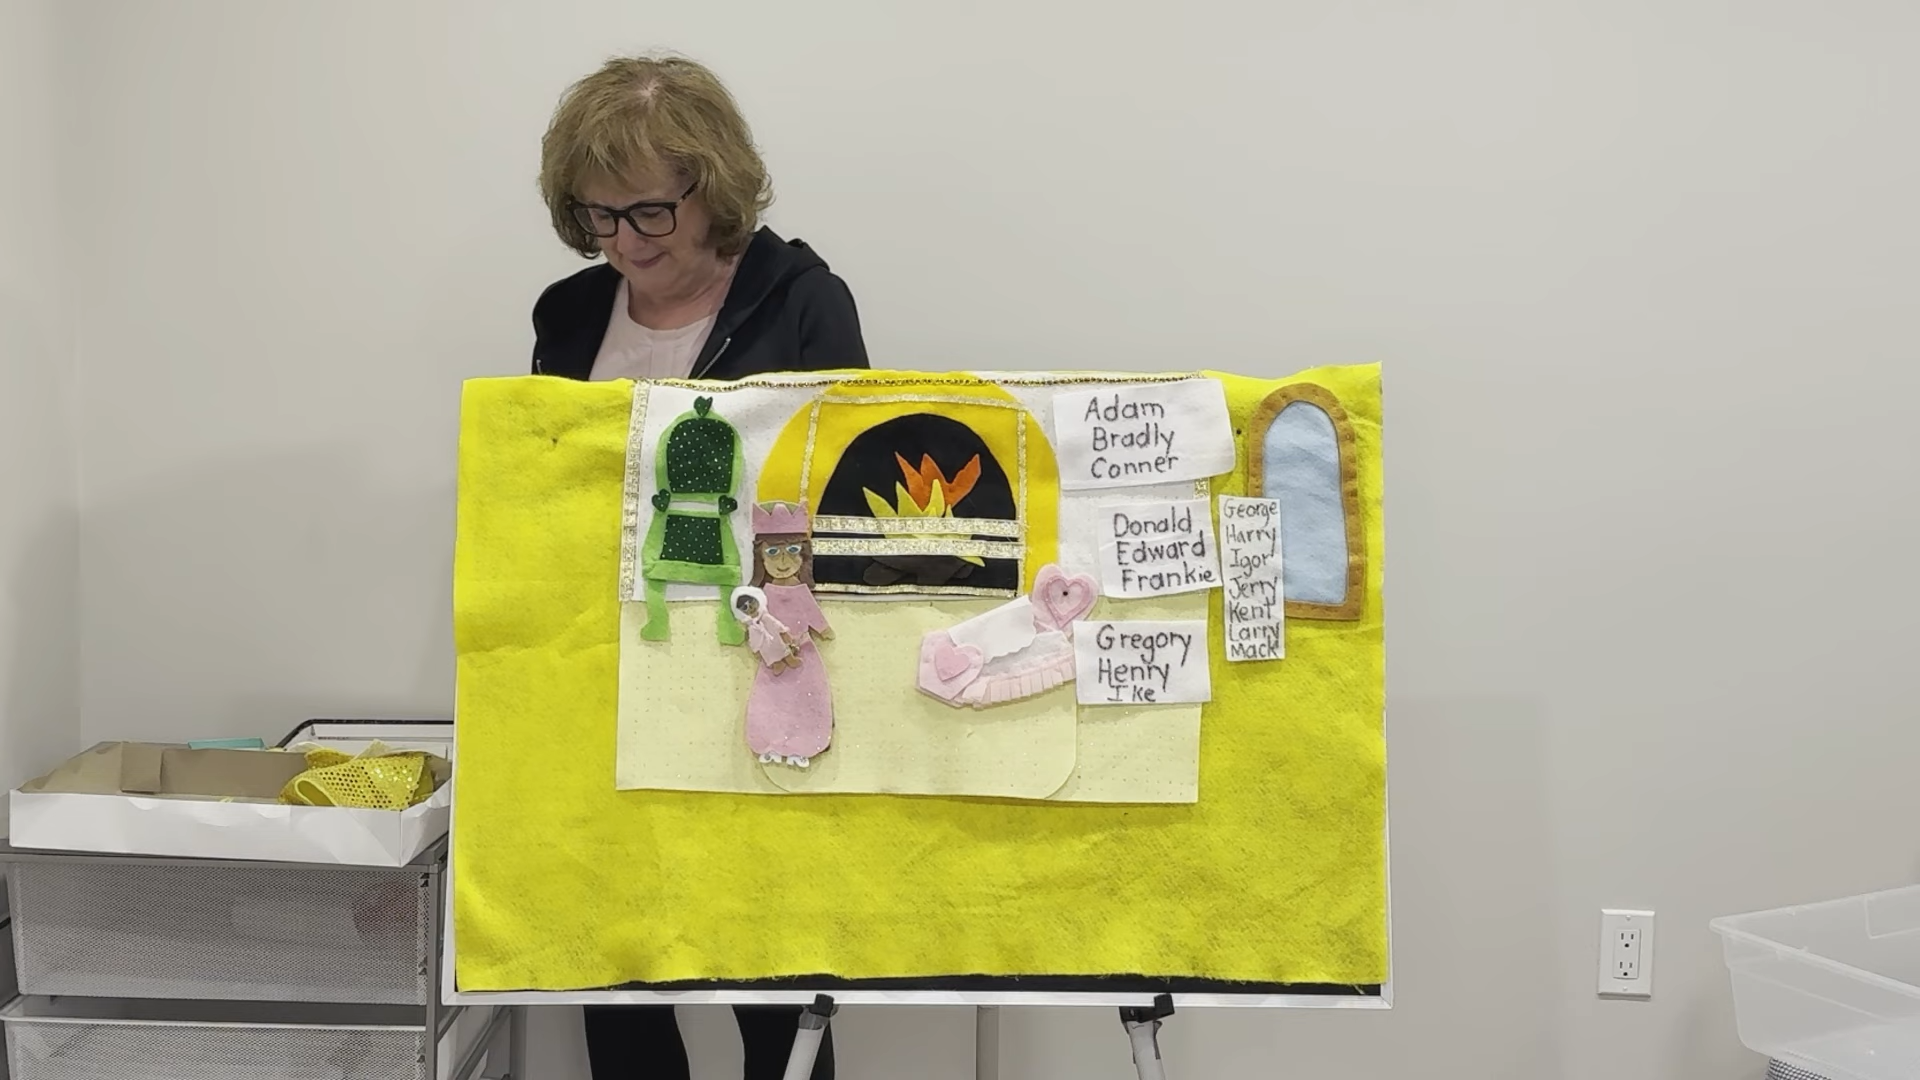 Adam
Bradly
Conner
Donald
Edward
Frankie
Gregory
Henry
Ike
George
Harry
Igor
Jerry
Kent
Larry
Mack